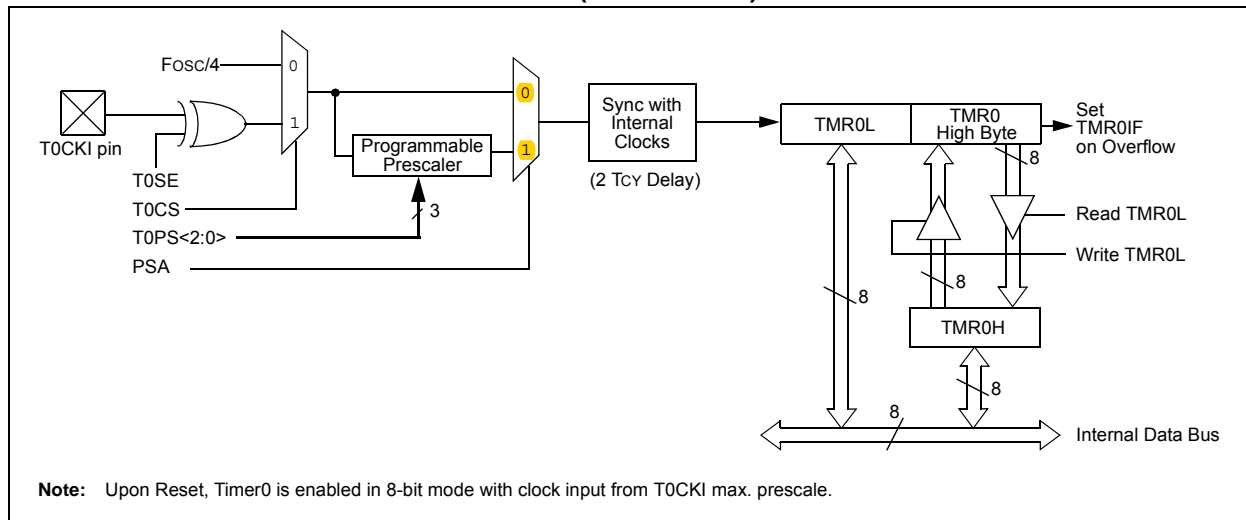 FOSC/4
0
1
T0CKI pin
T0SE
T0CS
T0PS<2:0>
PSA
Programmable
Prescaler
3
0
1
Sync with
Internal
Clocks
(2 TCY Delay)
TMR0L
TMR0
High Byte
Set
TMR0IF
on Overflow
8
Read TMR0L
Write TMR0L
8
8
TMR0H
8
8
Internal Data Bus
Note: Upon Reset, Timer0 is enabled in 8-bit mode with clock input from T0CKI max. prescale.